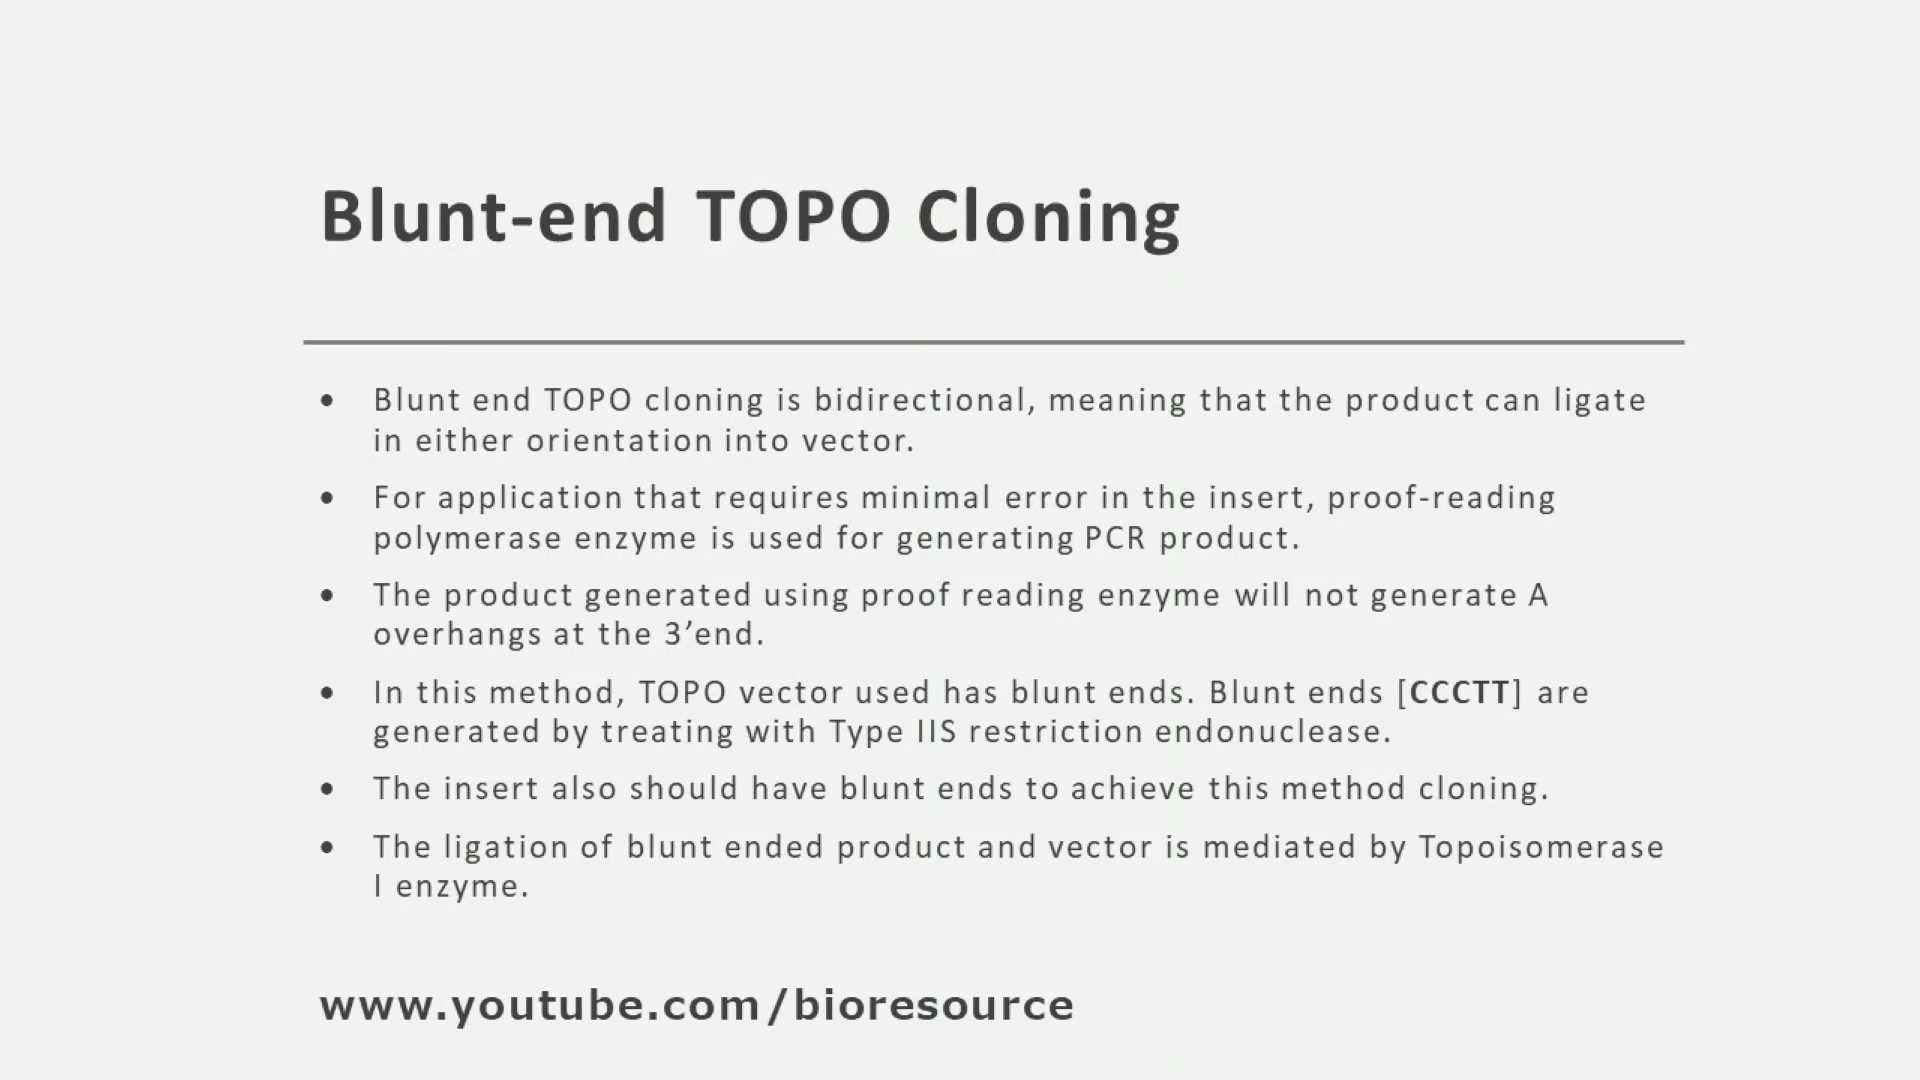 Blunt-end TOPO Cloning
• Blunt end TOPO cloning is bidirectional, meaning that the product can ligate
in either orientation into vector.
• For application that requires minimal error in the insert, proof-reading
polymerase enzyme is used for generating PCR product.
• The product generated using proof reading enzyme will not generate A
overhangs at the 3’end.
• In this method, TOPO vector used has blunt ends. Blunt ends [CCCTT] are
generated by treating with Type IIS restriction endonuclease.
• The insert also should have blunt ends to achieve this method cloning.
• The ligation of blunt ended product and vector is mediated by Topoisomerase
I enzyme.
www.youtube.com/bioresource